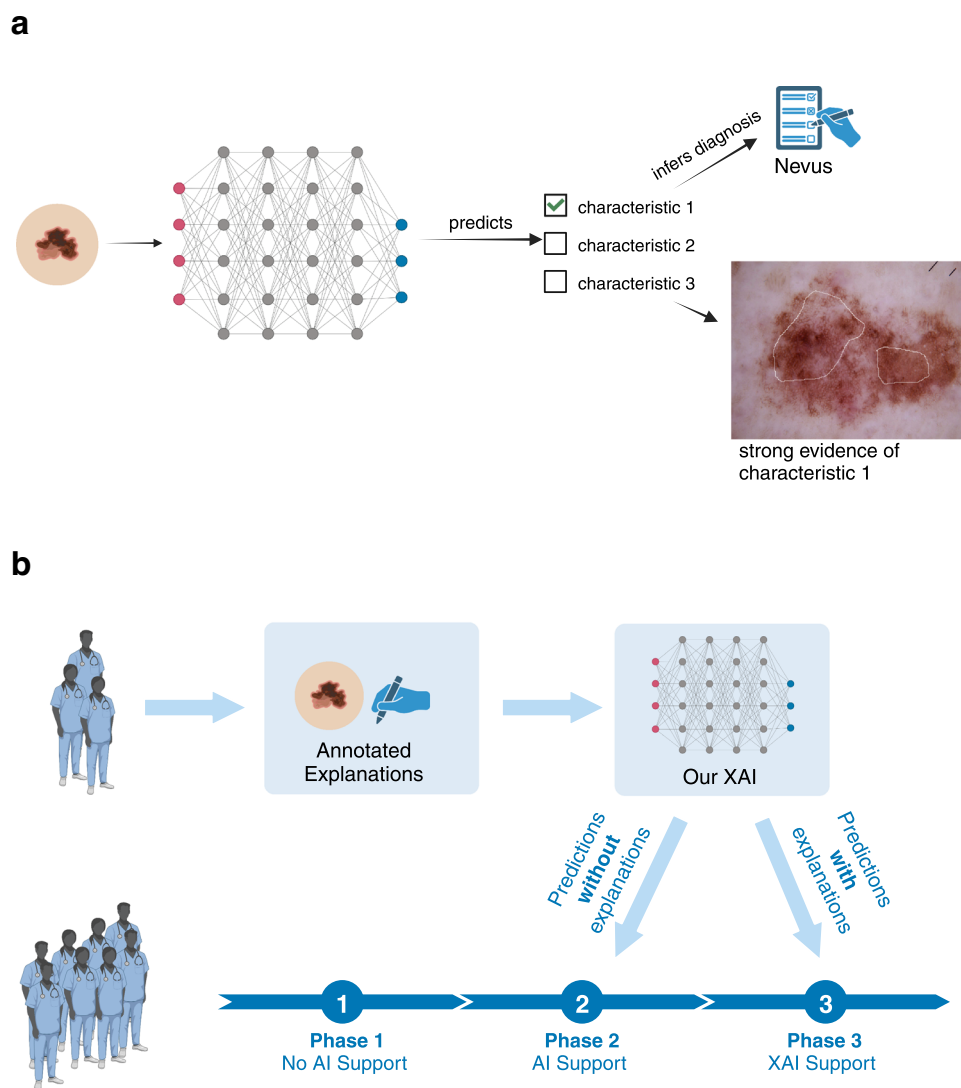 a
infers diagnosis
Nevus
predicts
characteristic 1
characteristic 2
characteristic 3
strong evidence of
characteristic 1
b
Annotated
Explanations
Our XAI
Predictions
without
explanations
Predictions
with
explanations
1
2
3
Phase 1
No AI Support
Phase 2
AI Support
Phase 3
XAI Support